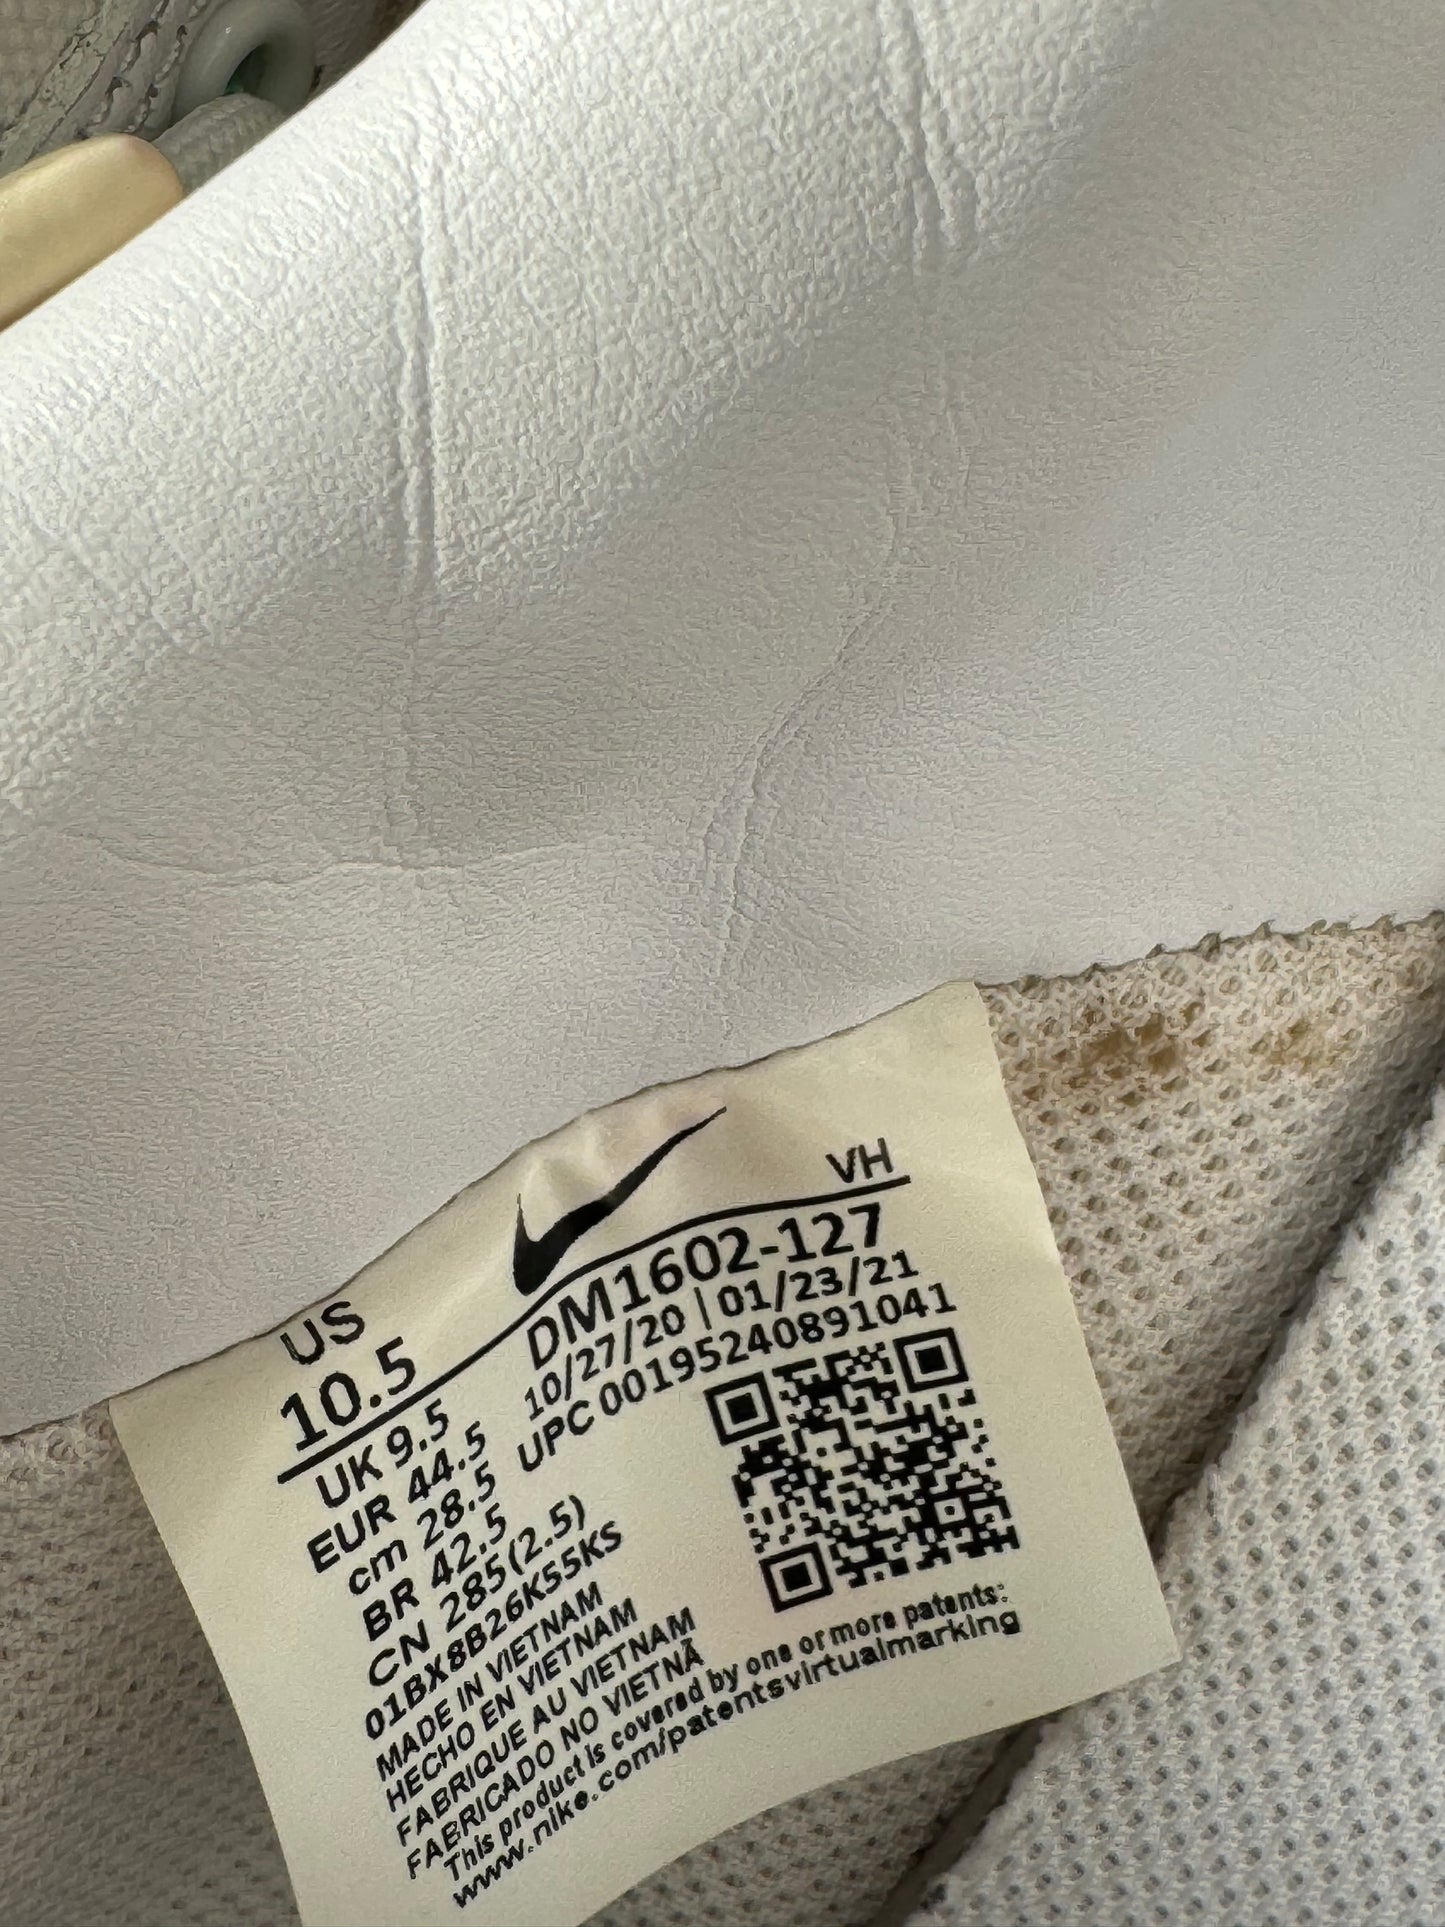 VH
US
10.5
DM1602-127
10/27/20 | 01/23/21
UPC 00195240891041
UK 9.5
EUR 44.5
cm 28.5
BR 42.5
CN 285(2.5)
01BX8B26K55KS
MADE IN VIETNAM
HECHO EN VIETNAM
FABRIQUE AU VIETNAM
FABRICADO NO VIETNÃ
This product is covered by one or more patents:
www.nike.com/patentsvirtualmarking